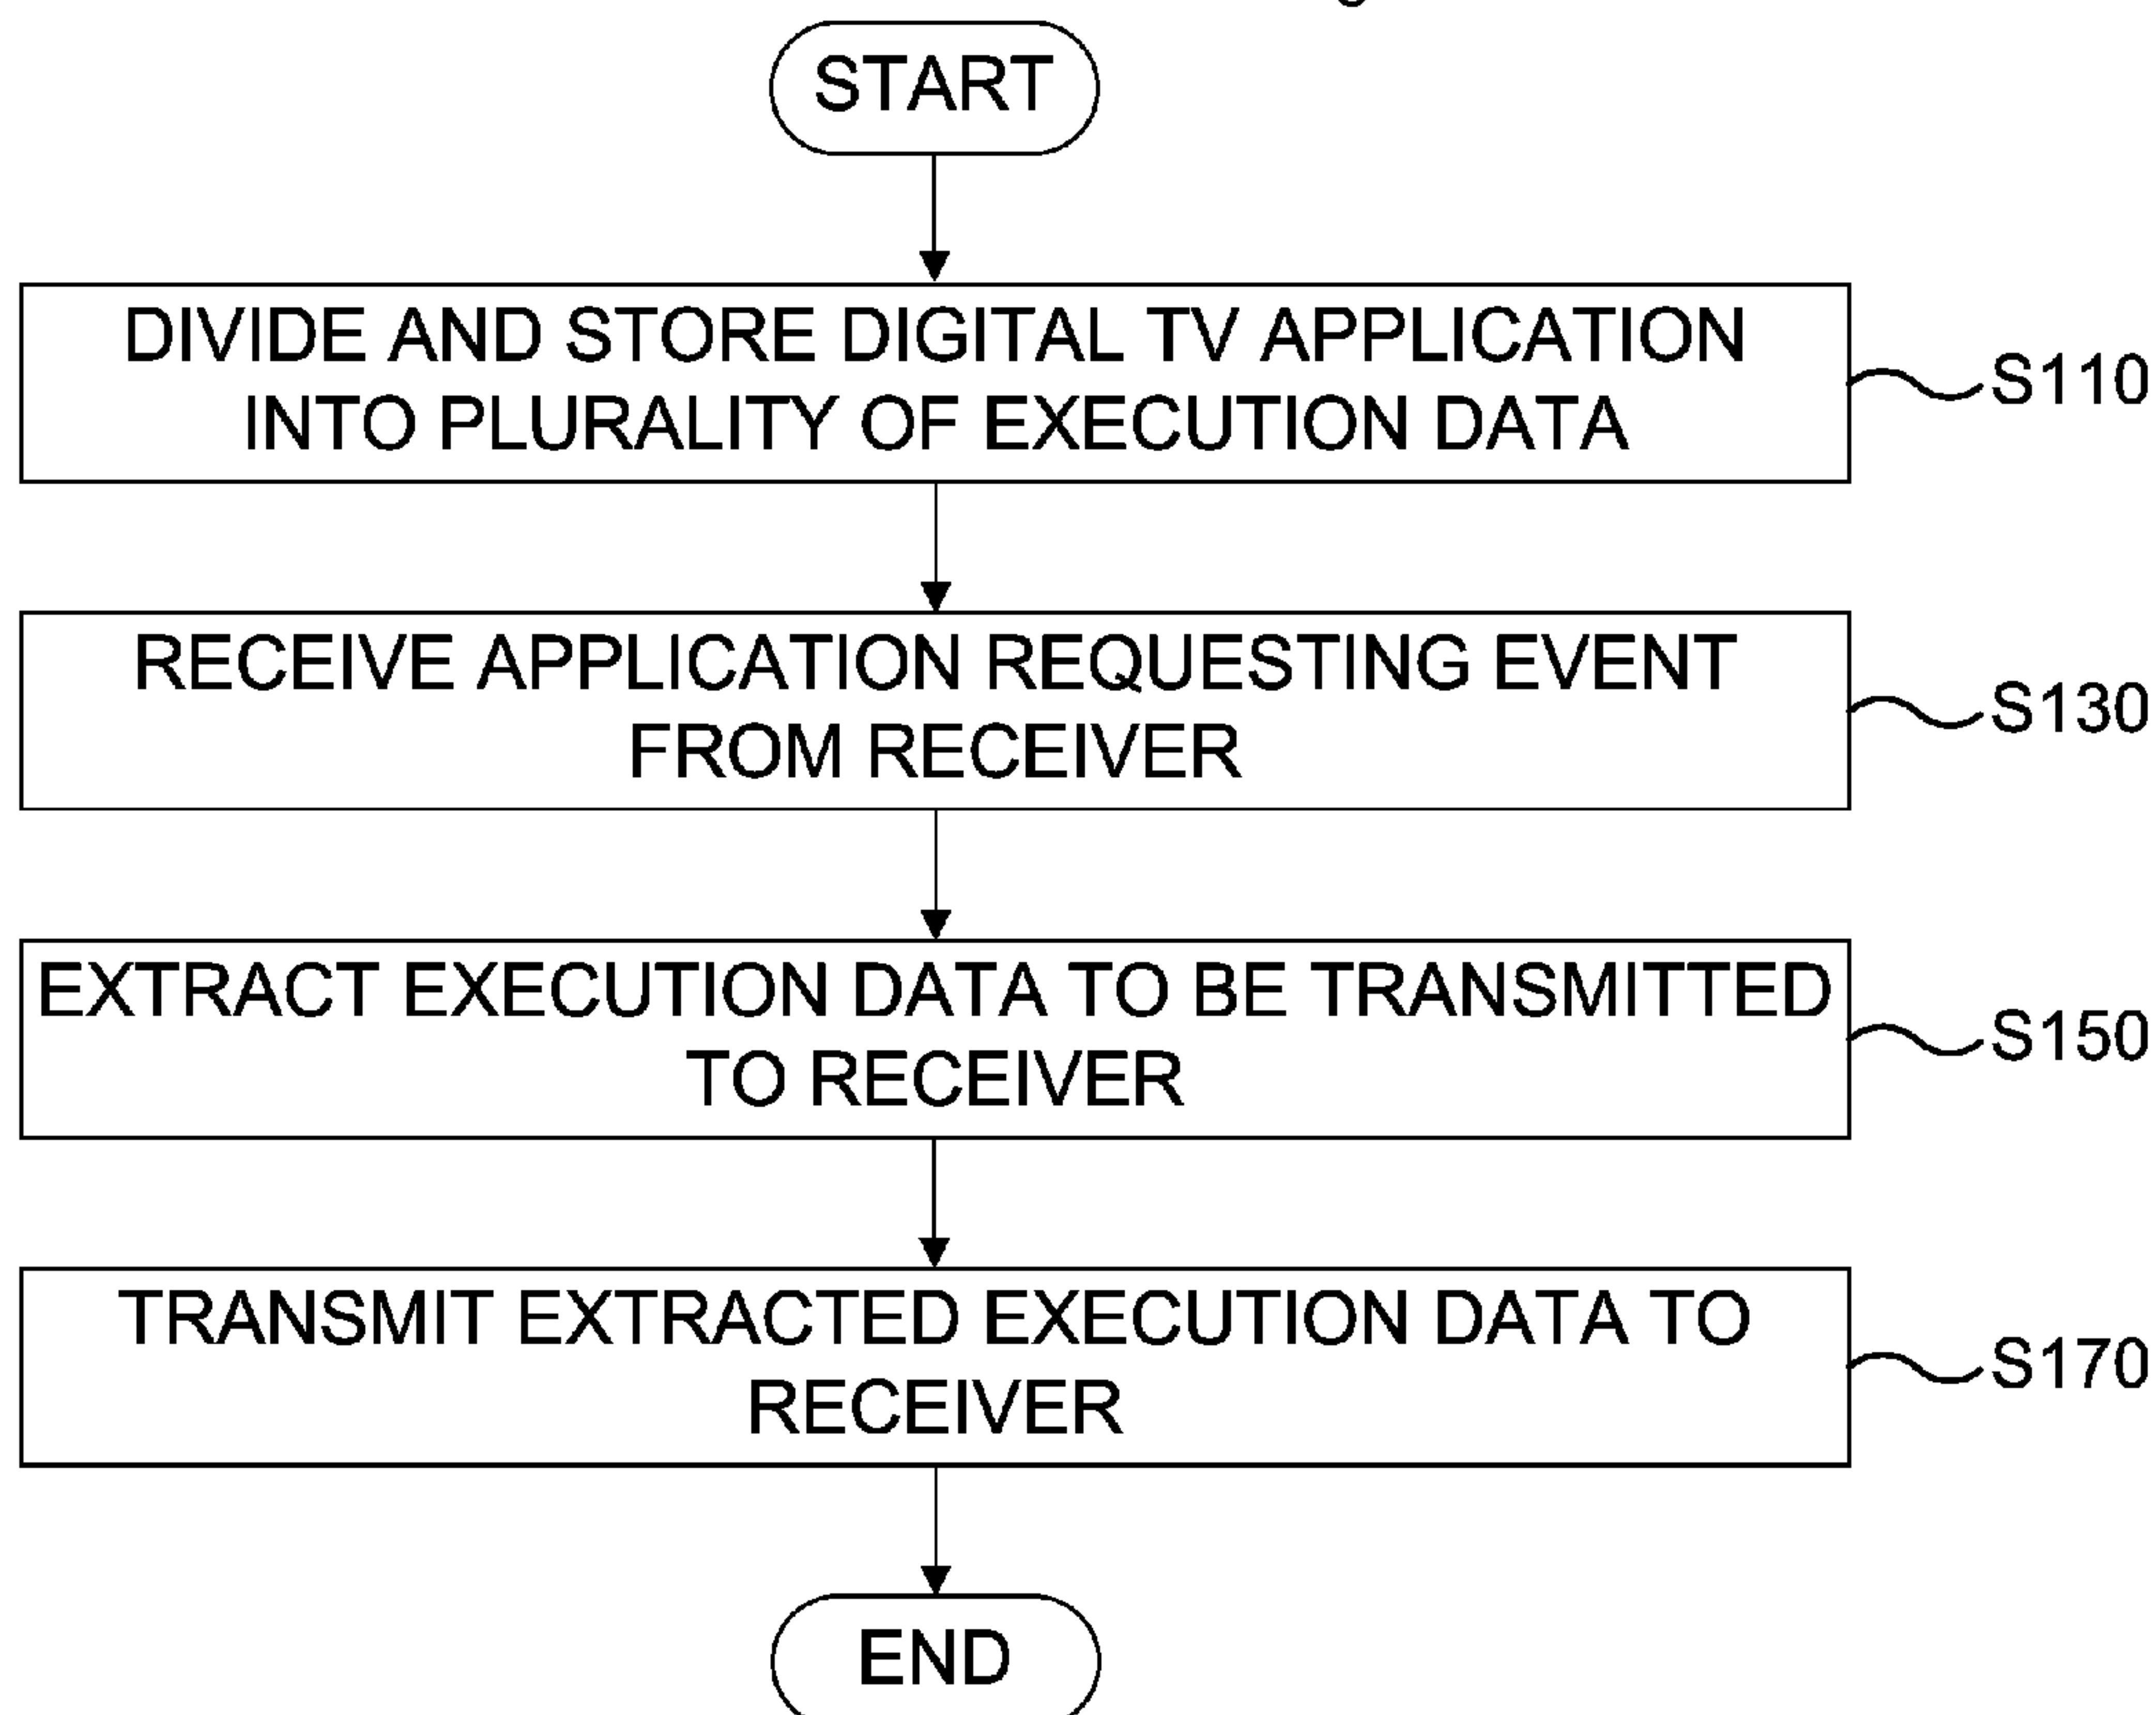 START
DIVIDE AND STORE DIGITAL TV APPLICATION
INTO PLURALITY OF EXECUTION DATA
S110
RECEIVE APPLICATION REQUESTING EVENT
FROM RECEIVER
S130
EXTRACT EXECUTION DATA TO BE TRANSMITTED
TO RECEIVER
S150
TRANSMIT EXTRACTED EXECUTION DATA TO
RECEIVER
S170
END